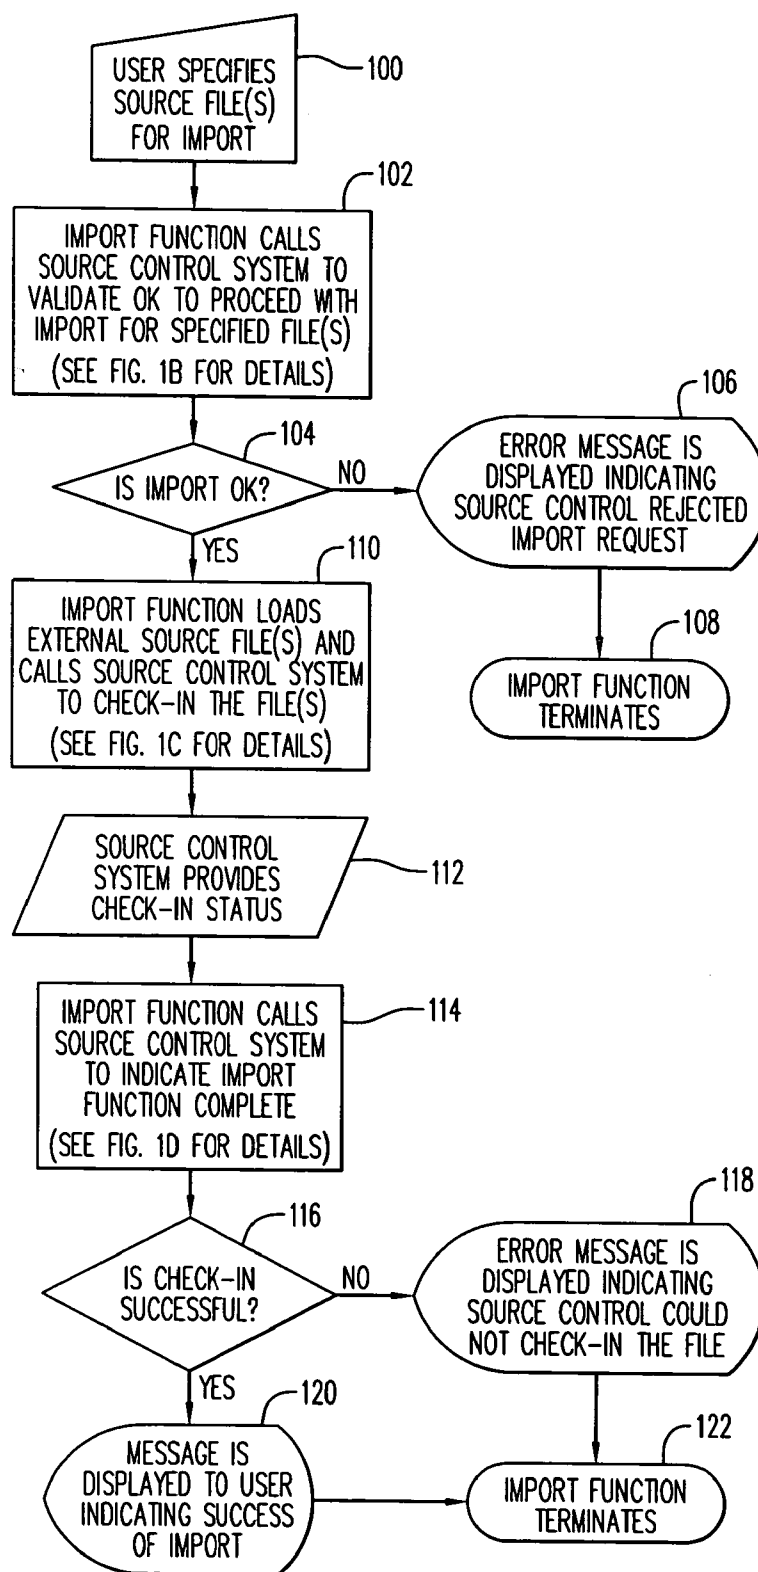 USER SPECIFIES
SOURCE FILE(S)
FOR IMPORT
100
102
IMPORT FUNCTION CALLS
SOURCE CONTROL SYSTEM TO
VALIDATE OK TO PROCEED WITH
IMPORT FOR SPECIFIED FILE(S)
(SEE FIG. 1B FOR DETAILS)
104
IS IMPORT OK?
NO
YES
106
ERROR MESSAGE IS
DISPLAYED INDICATING
SOURCE CONTROL REJECTED
IMPORT REQUEST
108
IMPORT FUNCTION
TERMINATES
110
IMPORT FUNCTION LOADS
EXTERNAL SOURCE FILE(S) AND
CALLS SOURCE CONTROL SYSTEM
TO CHECK-IN THE FILE(S)
(SEE FIG. 1C FOR DETAILS)
SOURCE CONTROL
SYSTEM PROVIDES
CHECK-IN STATUS
112
IMPORT FUNCTION CALLS
SOURCE CONTROL SYSTEM
TO INDICATE IMPORT
FUNCTION COMPLETE
(SEE FIG. 1D FOR DETAILS)
114
116
IS CHECK-IN
SUCCESSFUL?
NO
YES
118
ERROR MESSAGE IS
DISPLAYED INDICATING
SOURCE CONTROL COULD
NOT CHECK-IN THE FILE
120
MESSAGE IS
DISPLAYED TO USER
INDICATING SUCCESS
OF IMPORT
122
IMPORT FUNCTION
TERMINATES